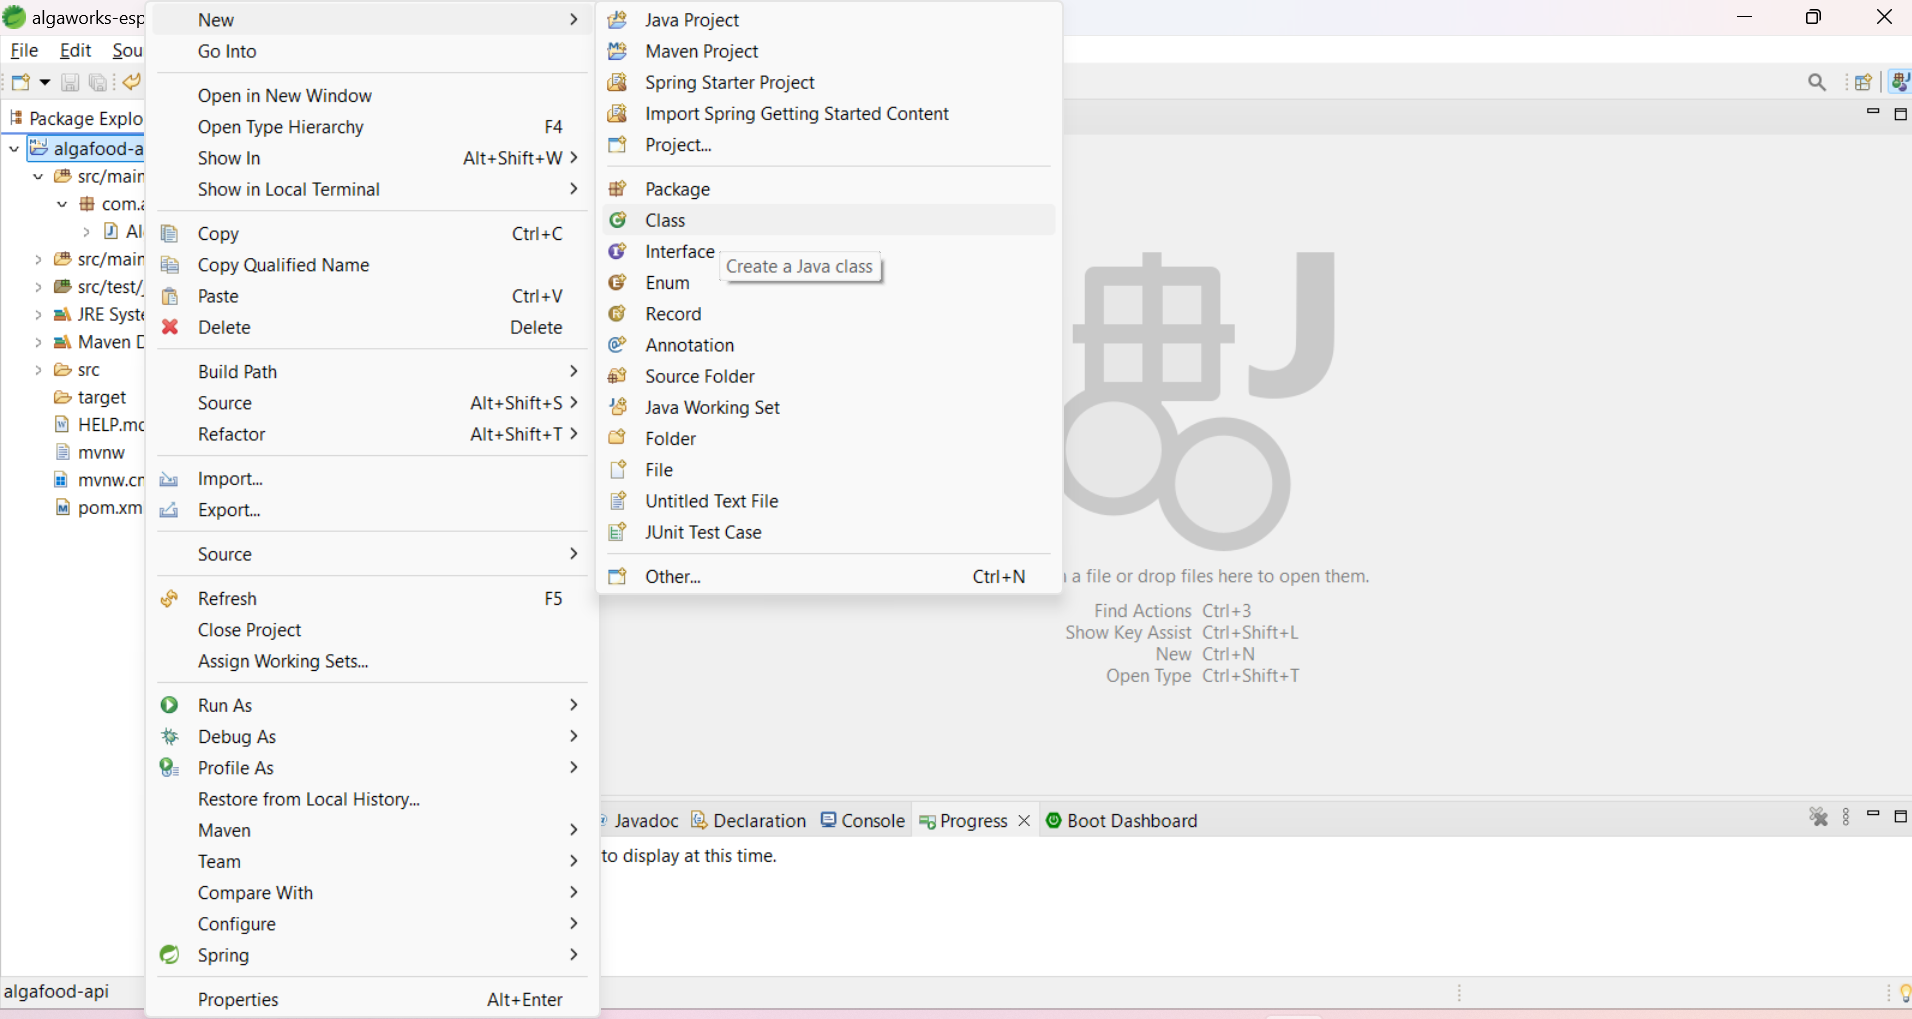 algaworks-esp
File Edit Sou
Package Explo
algafood-a
src/main
com.a
Al
src/main
src/test/
JRE Syste
Maven D
src
target
HELP.md
mvnw
mvnw.cm
pom.xm
New
Go Into
Open in New Window
Open Type Hierarchy F4
Show In Alt+Shift+W
Show in Local Terminal
Copy Ctrl+C
Copy Qualified Name
Paste Ctrl+V
Delete Delete
Build Path
Source Alt+Shift+S
Refactor Alt+Shift+T
Import...
Export...
Source
Refresh F5
Close Project
Assign Working Sets...
Run As
Debug As
Profile As
Restore from Local History...
Maven
Team
Compare With
Configure
Spring
Properties Alt+Enter
Java Project
Maven Project
Spring Starter Project
Import Spring Getting Started Content
Project...
Package
Class
Interface
Create a Java class
Enum
Record
Annotation
Source Folder
Java Working Set
Folder
File
Untitled Text File
JUnit Test Case
Other... Ctrl+N
a file or drop files here to open them.
Find Actions Ctrl+3
Show Key Assist Ctrl+Shift+L
New Ctrl+N
Open Type Ctrl+Shift+T
Javadoc Declaration Console Progress Boot Dashboard
to display at this time.
algafood-api